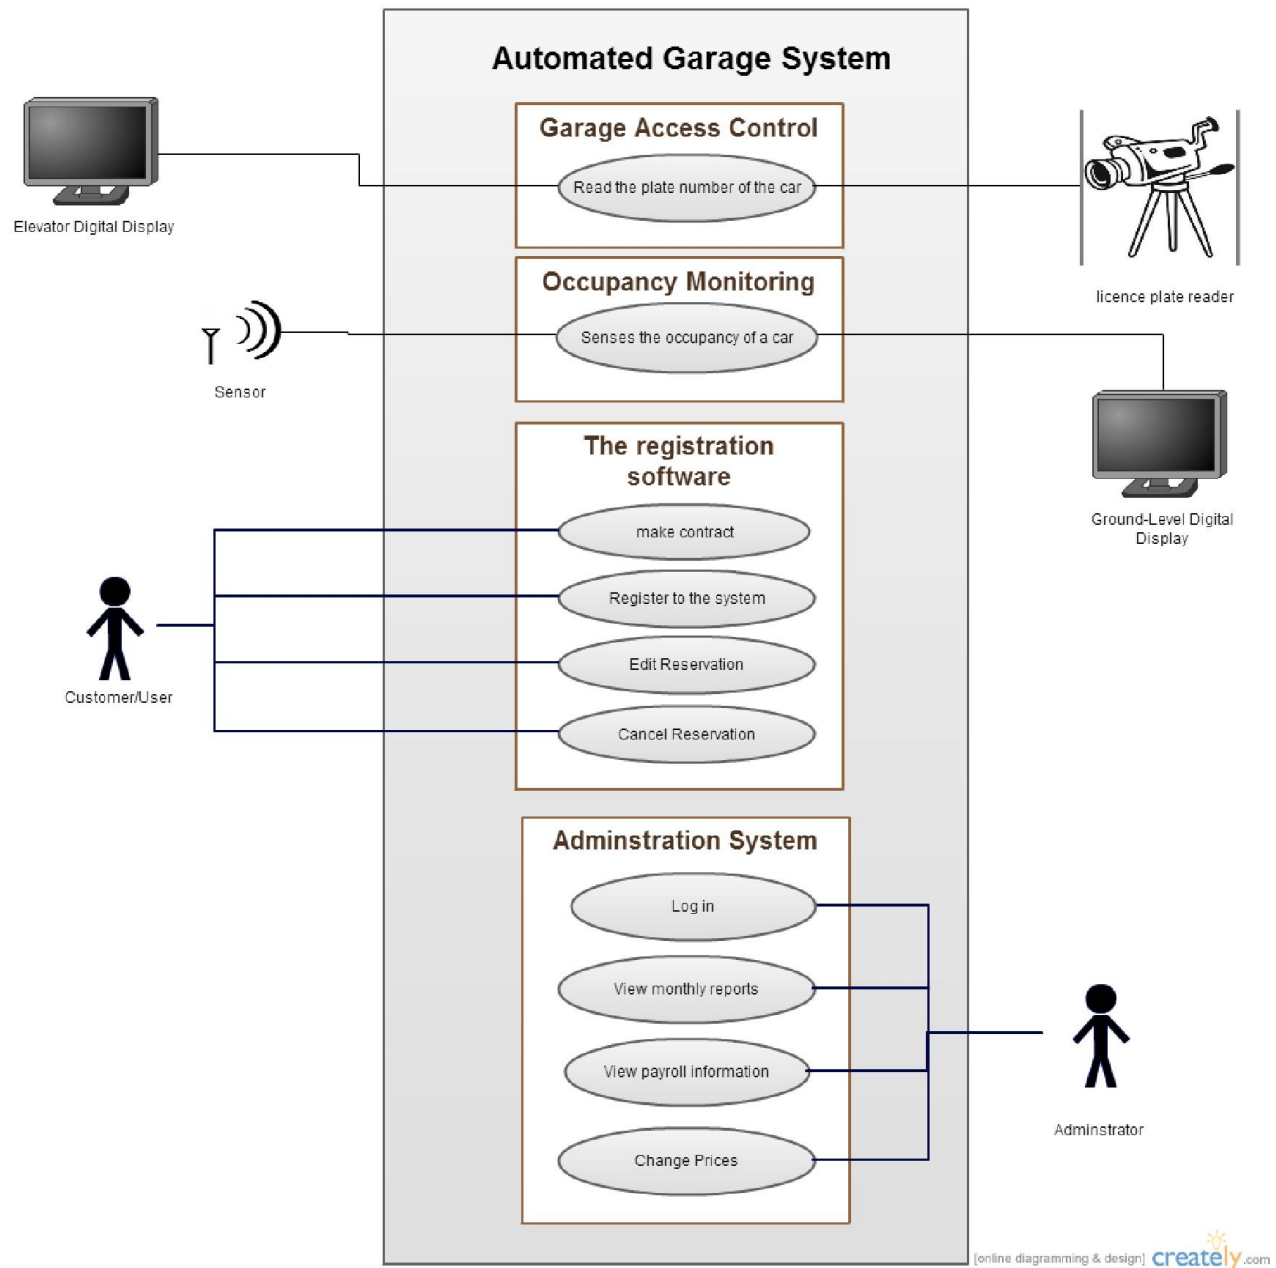 Automated Garage System
Garage Access Control
Read the plate number of the car
Elevator Digital Display
licence plate reader
Occupancy Monitoring
Senses the occupancy of a car
Sensor
Ground-Level Digital
Display
The registration
software
make contract
Register to the system
Edit Reservation
Cancel Reservation
Customer/User
Adminstration System
Log in
View monthly reports
View payroll information
Change Prices
Adminstrator
[online diagramming & design] creately.com